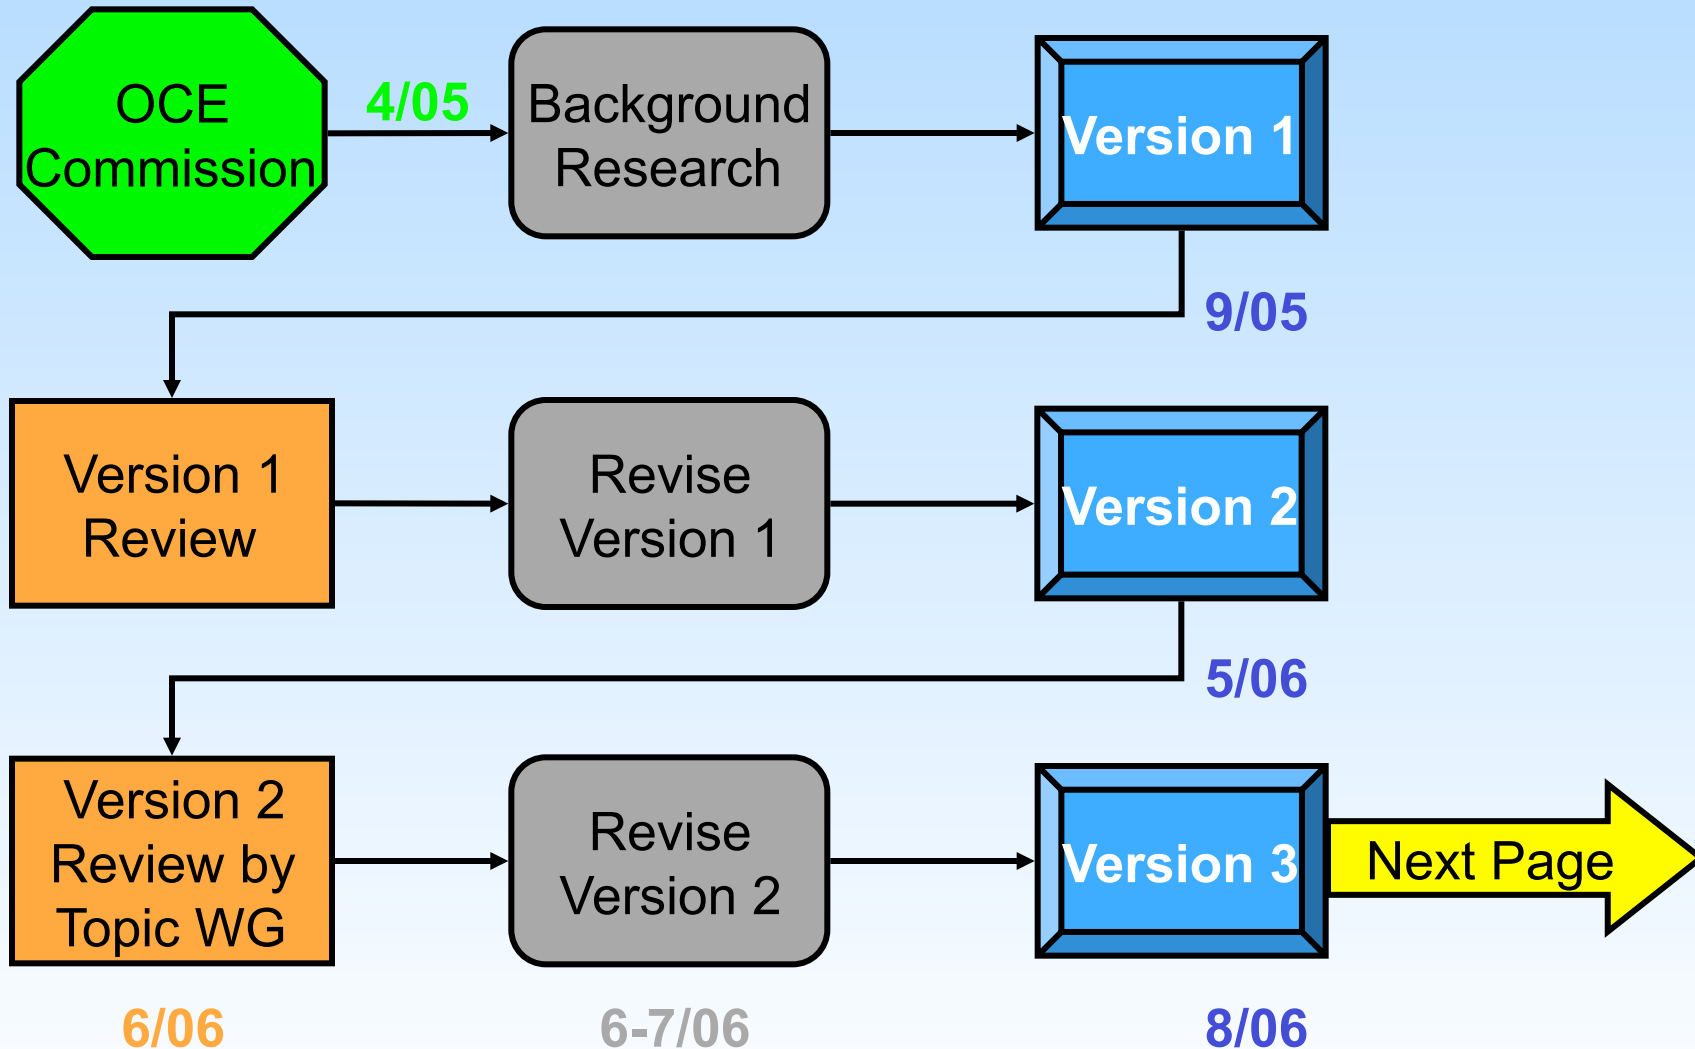 OCE
Commission
4/05
Background
Research
Version 1
9/05
Version 1
Review
Revise
Version 1
Version 2
5/06
Version 2
Review by
Topic WG
Revise
Version 2
Version 3
Next Page
6/06
6-7/06
8/06